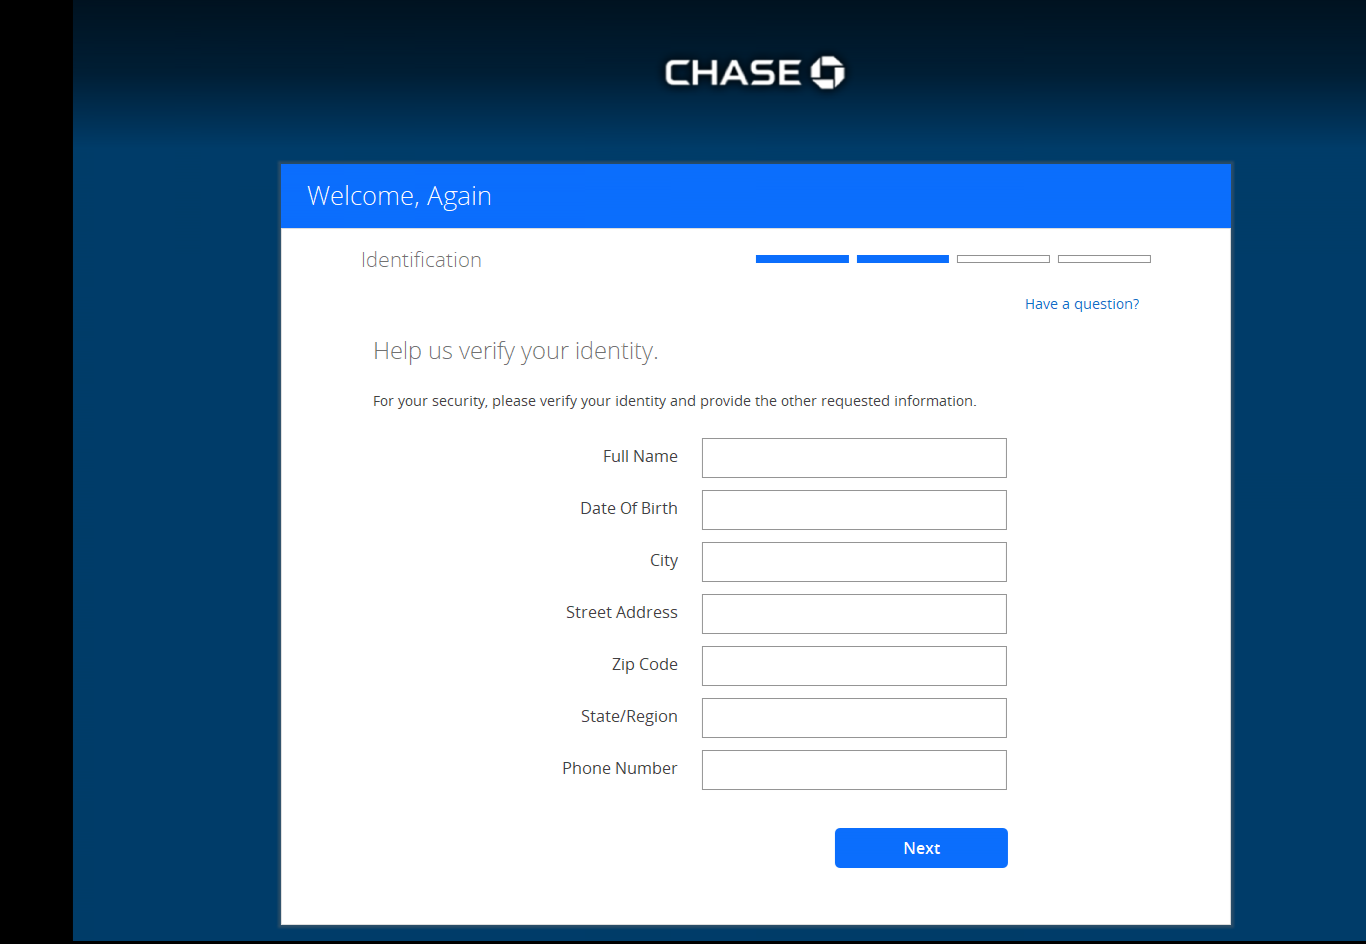 CHASE
Welcome, Again
Identification
Have a question?
Help us verify your identity.
For your security, please verify your identity and provide the other requested information.
Full Name
Date Of Birth
City
Street Address
Zip Code
State/Region
Phone Number
Next